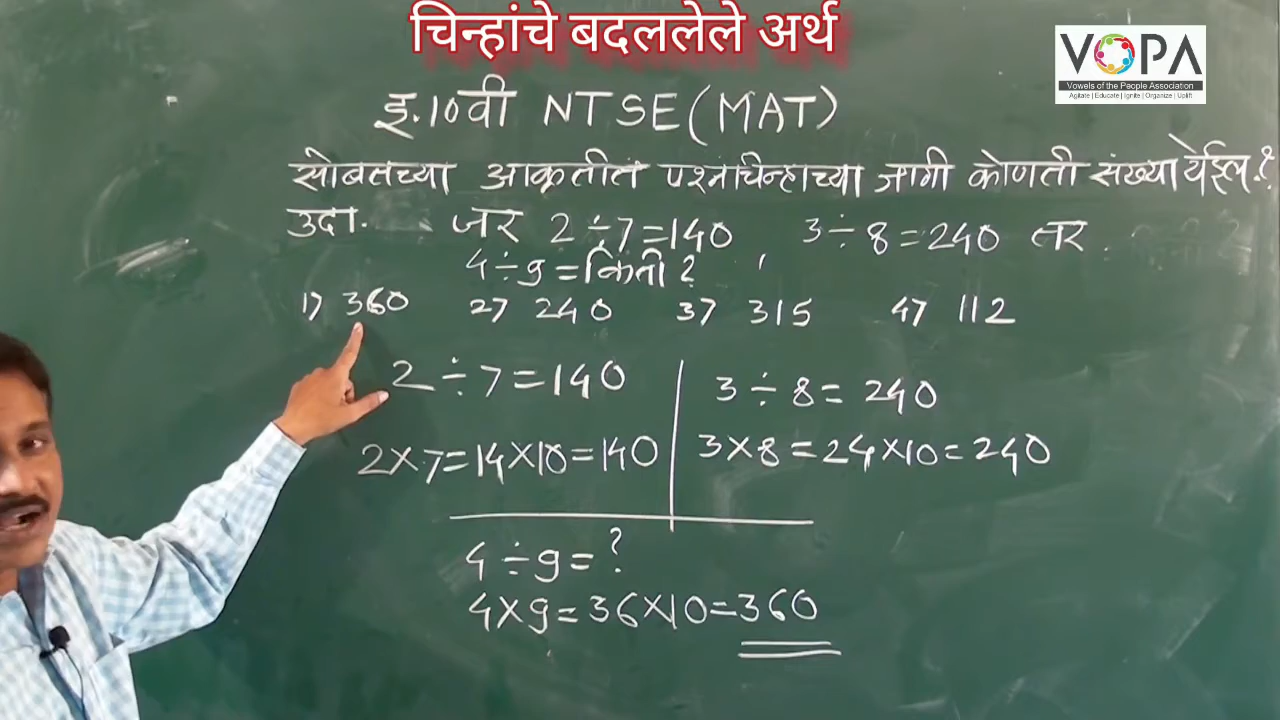 चिन्हांचे बदललेले अर्थ
VOPA
Vowels of the People Association
Agitate | Educate | Ignite | Organize | Uplift
इ.10वी NTSE(MAT)
सोबतच्या आकृतीत प्रश्नचिन्हाच्या जागी कोणती संख्या येईल.?
उदा. जर 2÷7=140, 3÷8=240 तर
4÷9=किती?
1) 360 2) 240 3) 315 4) 112
2÷7=140
3÷8=240
2×7=14×10=140
3×8=24×10=240
4÷9=?
4×9=36×10=360